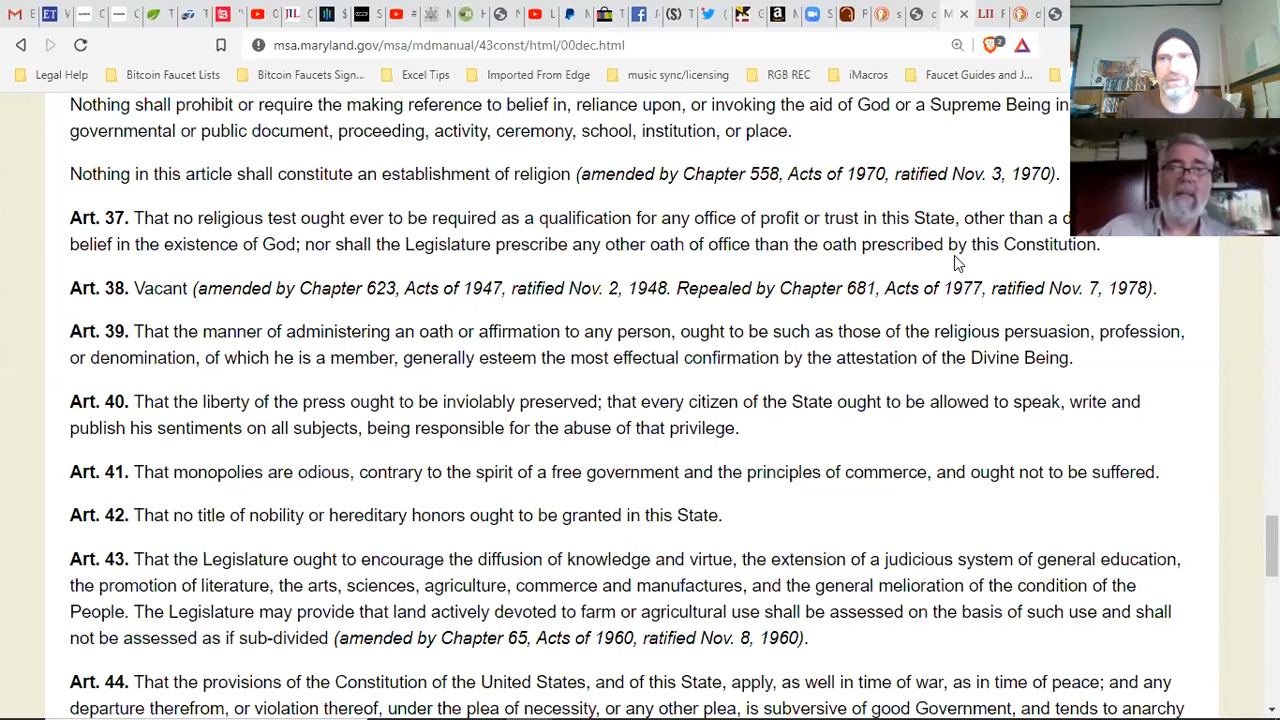 msa.maryland.gov/msa/mdmanual/43const/html/00dec.html
2
Legal Help Bitcoin Faucet Lists Bitcoin Faucets Sign... Excel Tips Imported From Edge music sync/licensing RGB REC iMacros Faucet Guides and J...
Nothing shall prohibit or require the making reference to belief in, reliance upon, or invoking the aid of God or a Supreme Being in
governmental or public document, proceeding, activity, ceremony, school, institution, or place.
Nothing in this article shall constitute an establishment of religion (amended by Chapter 558, Acts of 1970, ratified Nov. 3, 1970).
Art. 37. That no religious test ought ever to be required as a qualification for any office of profit or trust in this State, other than a
belief in the existence of God; nor shall the Legislature prescribe any other oath of office than the oath prescribed by this Constitution.
Art. 38. Vacant (amended by Chapter 623, Acts of 1947, ratified Nov. 2, 1948. Repealed by Chapter 681, Acts of 1977, ratified Nov. 7, 1978).
Art. 39. That the manner of administering an oath or affirmation to any person, ought to be such as those of the religious persuasion, profession,
or denomination, of which he is a member, generally esteem the most effectual confirmation by the attestation of the Divine Being.
Art. 40. That the liberty of the press ought to be inviolably preserved; that every citizen of the State ought to be allowed to speak, write and
publish his sentiments on all subjects, being responsible for the abuse of that privilege.
Art. 41. That monopolies are odious, contrary to the spirit of a free government and the principles of commerce, and ought not to be suffered.
Art. 42. That no title of nobility or hereditary honors ought to be granted in this State.
Art. 43. That the Legislature ought to encourage the diffusion of knowledge and virtue, the extension of a judicious system of general education,
the promotion of literature, the arts, sciences, agriculture, commerce and manufactures, and the general melioration of the condition of the
People. The Legislature may provide that land actively devoted to farm or agricultural use shall be assessed on the basis of such use and shall
not be assessed as if sub-divided (amended by Chapter 65, Acts of 1960, ratified Nov. 8, 1960).
Art. 44. That the provisions of the Constitution of the United States, and of this State, apply, as well in time of war, as in time of peace; and any
departure therefrom, or violation thereof, under the plea of necessity, or any other plea, is subversive of good Government, and tends to anarchy